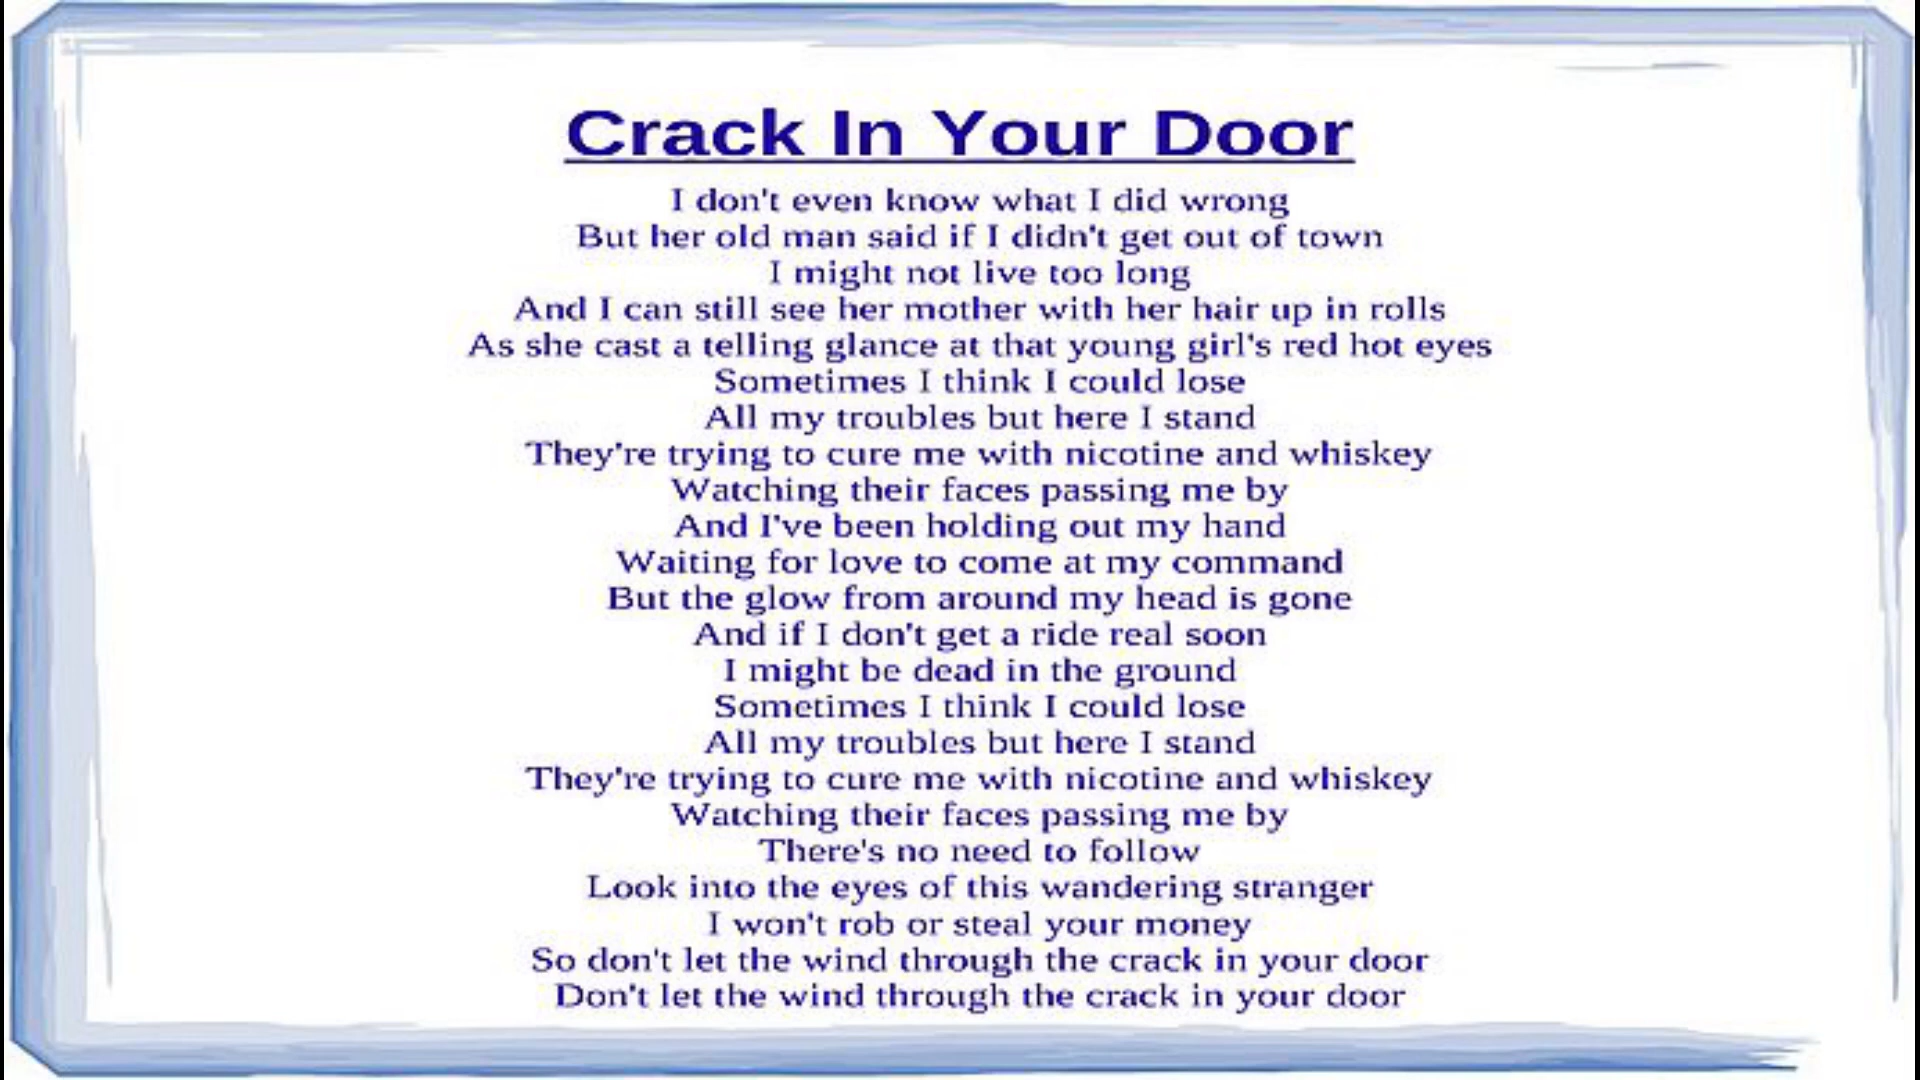 Crack In Your Door
I don't even know what I did wrong
But her old man said if I didn't get out of town
I might not live too long
And I can still see her mother with her hair up in rolls
As she cast a telling glance at that young girl's red hot eyes
Sometimes I think I could lose
All my troubles but here I stand
They're trying to cure me with nicotine and whiskey
Watching their faces passing me by
And I've been holding out my hand
Waiting for love to come at my command
But the glow from around my head is gone
And if I don't get a ride real soon
I might be dead in the ground
Sometimes I think I could lose
All my troubles but here I stand
They're trying to cure me with nicotine and whiskey
Watching their faces passing me by
There's no need to follow
Look into the eyes of this wandering stranger
I won't rob or steal your money
So don't let the wind through the crack in your door
Don't let the wind through the crack in your door